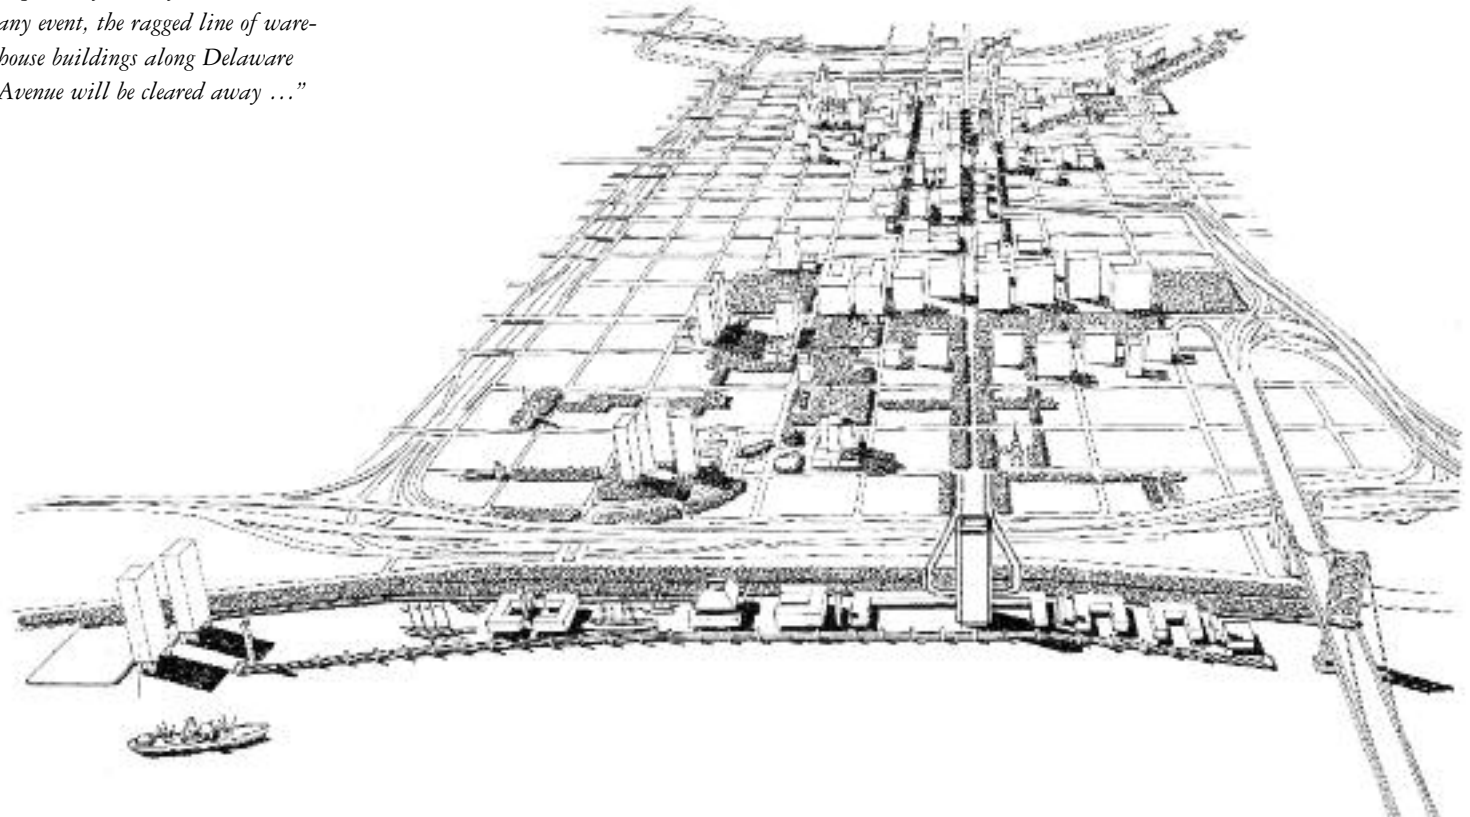 any event, the ragged line of ware-
house buildings along Delaware
Avenue will be cleared away …”